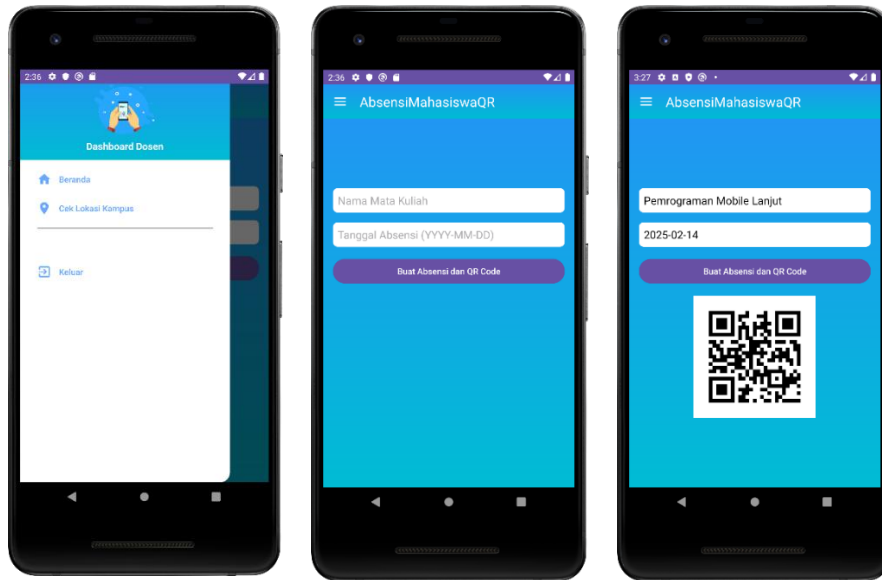 2:36
Dashboard Dosen
Beranda
Cek Lokasi Kampus
Keluar
2:36
AbsensiMahasiswaQR
Nama Mata Kuliah
Tanggal Absensi (YYYY-MM-DD)
Buat Absensi dan QR Code
3:27
AbsensiMahasiswaQR
Pemrograman Mobile Lanjut
2025-02-14
Buat Absensi dan QR Code